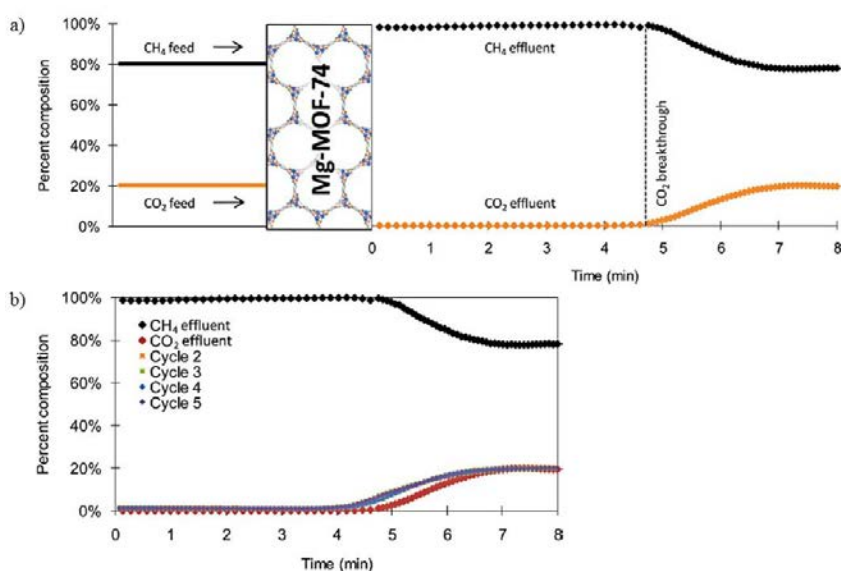 a)
100%
80%
60%
40%
20%
0%
Percent composition
CH₄ feed →
CO₂ feed →
Mg-MOF-74
CH₄ effluent
CO₂ effluent
CO₂ breakthrough
0 1 2 3 4 5 6 7 8
Time (min)
b)
100%
80%
60%
40%
20%
0%
Percent composition
CH₄ effluent
CO₂ effluent
Cycle 2
Cycle 3
Cycle 4
Cycle 5
0 1 2 3 4 5 6 7 8
Time (min)